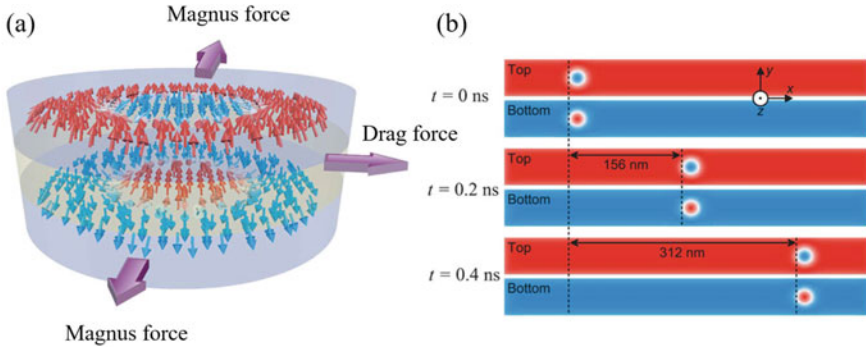 (a)
Magnus force
Drag force
Magnus force
(b)
t = 0 ns
Top
Bottom
y
x
z
t = 0.2 ns
Top
156 nm
Bottom
t = 0.4 ns
Top
312 nm
Bottom